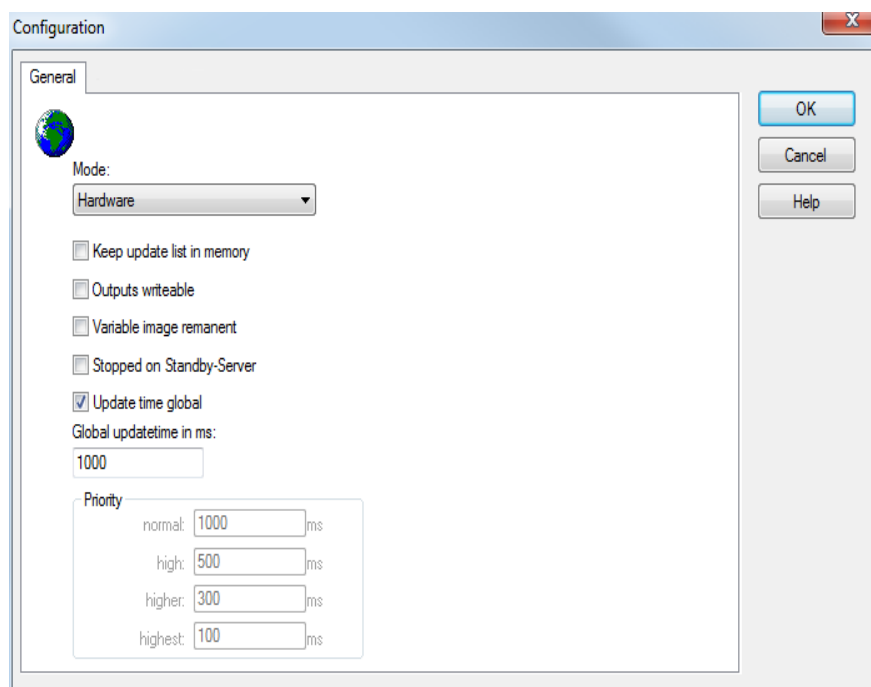 Configuration
X
General
OK
Cancel
Help
Mode:
Hardware
Keep update list in memory
Outputs writeable
Variable image remanent
Stopped on Standby-Server
Update time global
Global updatetime in ms:
1000
Priority
normal: 1000 ms
high: 500 ms
higher: 300 ms
highest: 100 ms